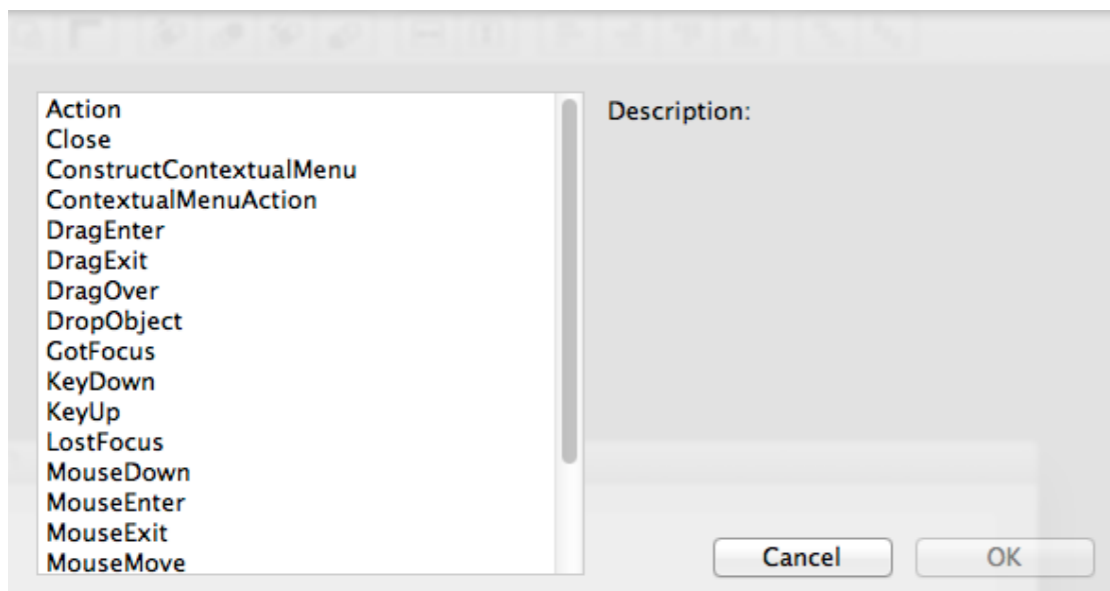 Action
Close
ConstructContextualMenu
ContextualMenuAction
DragEnter
DragExit
DragOver
DropObject
GotFocus
KeyDown
KeyUp
LostFocus
MouseDown
MouseEnter
MouseExit
MouseMove
Description:
Cancel
OK